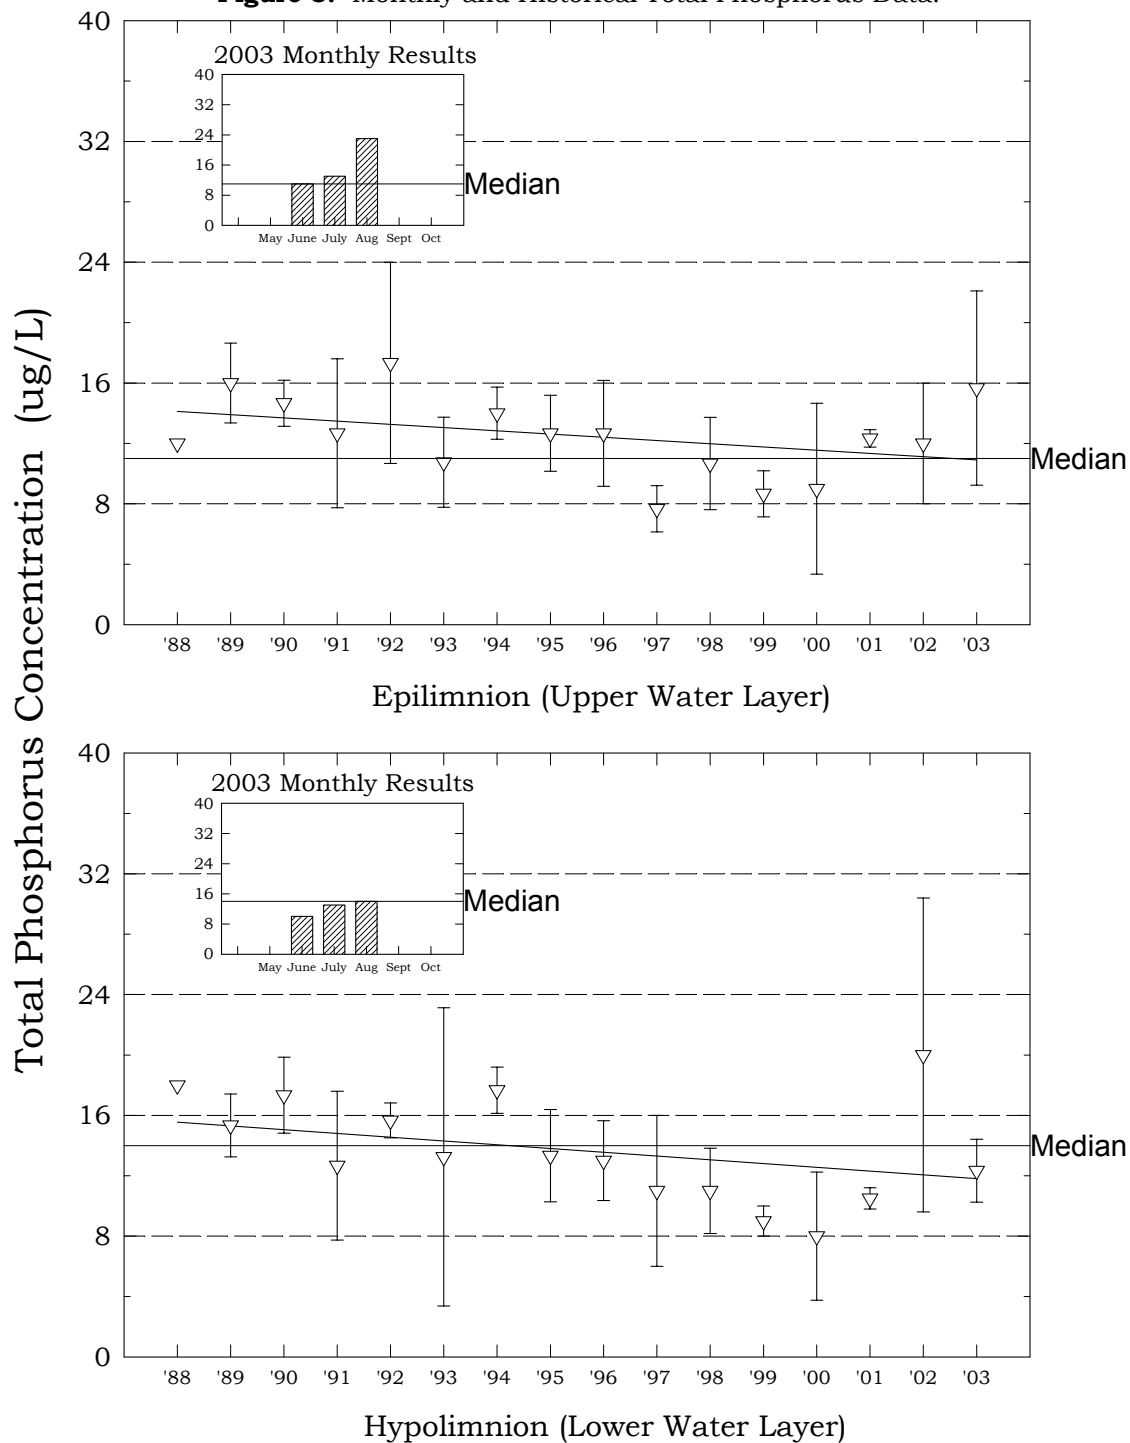 Figure 3. Monthly and Historical Total Phosphorus Data.
Total Phosphorus Concentration (ug/L)
40
32
24
16
8
0
2003 Monthly Results
40
32
24
16
8
0
May June July Aug Sept Oct
Median
Median
'88 '89 '90 '91 '92 '93 '94 '95 '96 '97 '98 '99 '00 '01 '02 '03
Epilimnion (Upper Water Layer)
40
32
24
16
8
0
2003 Monthly Results
40
32
24
16
8
0
May June July Aug Sept Oct
Median
Median
'88 '89 '90 '91 '92 '93 '94 '95 '96 '97 '98 '99 '00 '01 '02 '03
Hypolimnion (Lower Water Layer)